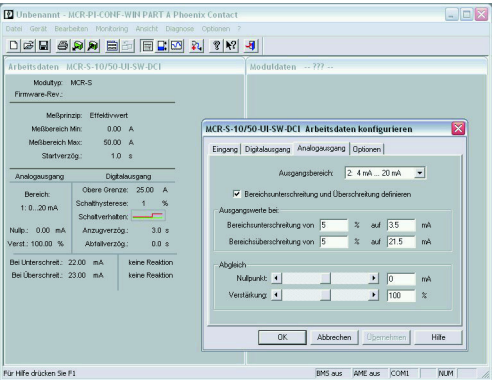 Unbenannt - MCR-PI-CONF-WIN PART A Phoenix Contact
Datei Gerät Bearbeiten Monitoring Ansicht Diagnose Optionen ?
Arbeitsdaten MCR-S-10/50-UI-SW-DCI
Modultyp: MCR-S
Firmware-Rev.:
Meßprinzip: Effektivwert
Meßbereich Min: 0.00 A
Meßbereich Max: 50.00 A
Startverzög.: 1.0 s
Analogausgang Digitalausgang
Bereich:
1: 0...20 mA
Nullp.: 0.00 mA
Verst.: 100.00 %
Obere Grenze: 25.00 A
Schalthysterese: 1 %
Schaltverhalten:
Anzugverzög.: 3.0 s
Abfallverzög.: 0.0 s
Bei Unterschreit.: 22.00 mA keine Reaktion
Bei Überschreit.: 23.00 mA keine Reaktion
Moduldaten -- ??? --
MCR-S-10/50-UI-SW-DCI Arbeitsdaten konfigurieren
Eingang Digitalausgang Analogausgang Optionen
Ausgangsbereich: 2: 4 mA ... 20 mA
Bereichsunterschreitung und Überschreitung definieren
Ausgangswerte bei:
Bereichsunterschreitung von 5 % auf 3.5 mA
Bereichsüberschreitung von 5 % auf 21.5 mA
Abgleich
Nullpunkt: 0 mA
Verstärkung: 100 %
OK Abbrechen Übernehmen Hilfe
Für Hilfe drücken Sie F1
BMS aus AME aus COM1 NUM